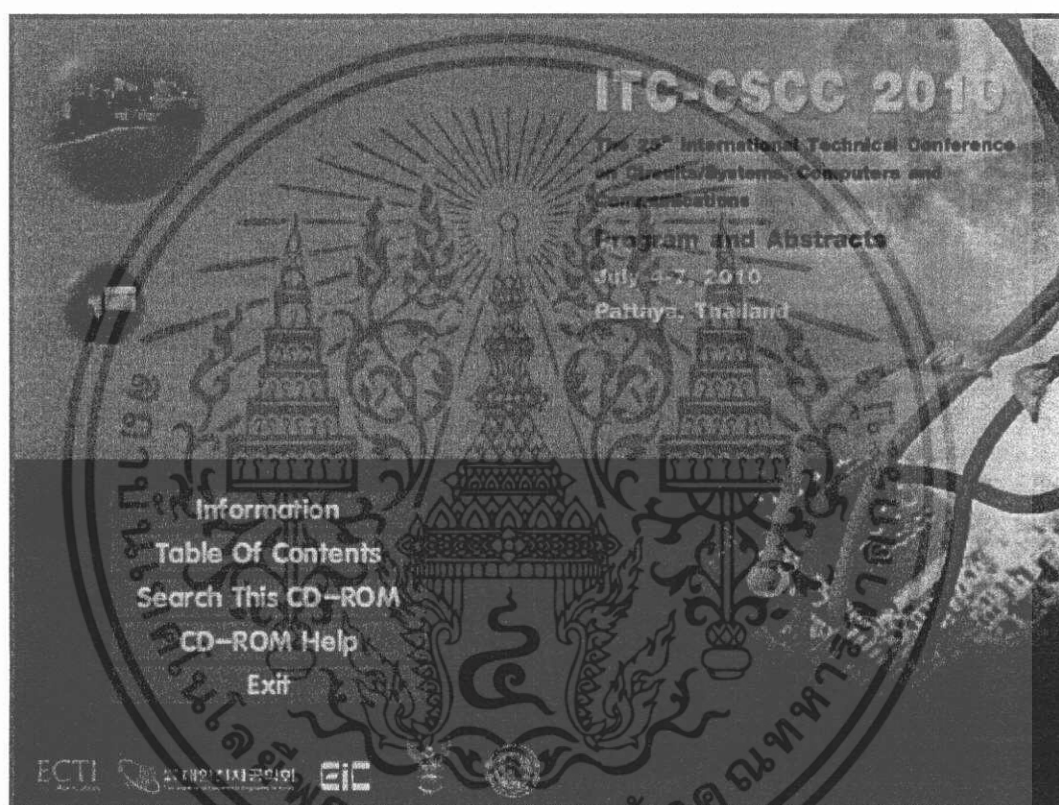 ITC-CSCC 2010
The 25th International Technical Conference
on Circuits/Systems, Computers and
Communications
Program and Abstracts
July 4-7, 2010
Pattaya, Thailand
Information
Table Of Contents
Search This CD-ROM
CD-ROM Help
Exit
ECTI
EiC